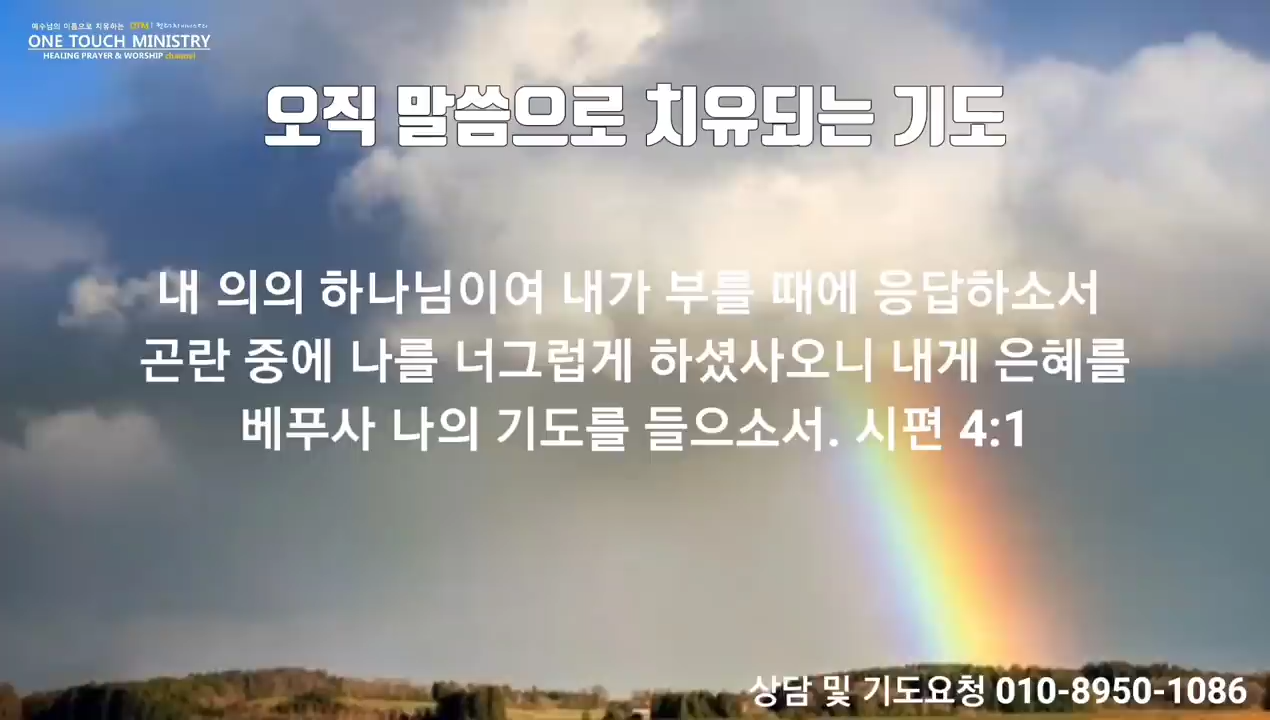 예수님의 이름으로 치유하는 OTM
ONE TOUCH MINISTRY
HEALING PRAYER & WORSHIP channel
오직 말씀으로 치유되는 기도
내 의의 하나님이여 내가 부를 때에 응답하소서
곤란 중에 나를 너그럽게 하셨사오니 내게 은혜를
베푸사 나의 기도를 들으소서. 시편 4:1
상담 및 기도요청 010-8950-1086